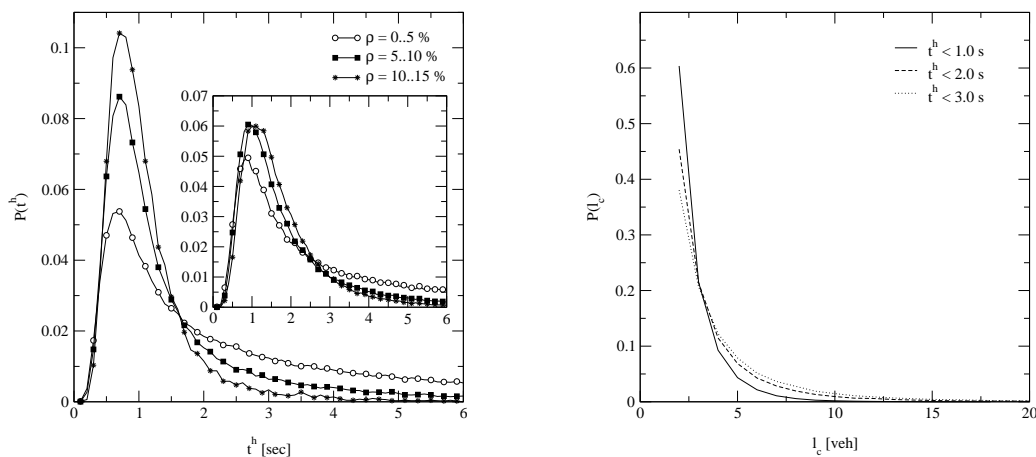 ρ = 0..5 %
ρ = 5..10 %
ρ = 10..15 %
0.1
0.08
0.06
0.04
0.02
0
P(t^h)
0 1 2 3 4 5 6
t^h [sec]
0.07
0.06
0.05
0.04
0.03
0.02
0.01
0
0 1 2 3 4 5 6
t^h < 1.0 s
t^h < 2.0 s
t^h < 3.0 s
0.6
0.5
0.4
0.3
0.2
0.1
0
P(l_c)
0 5 10 15 20
l_c [veh]